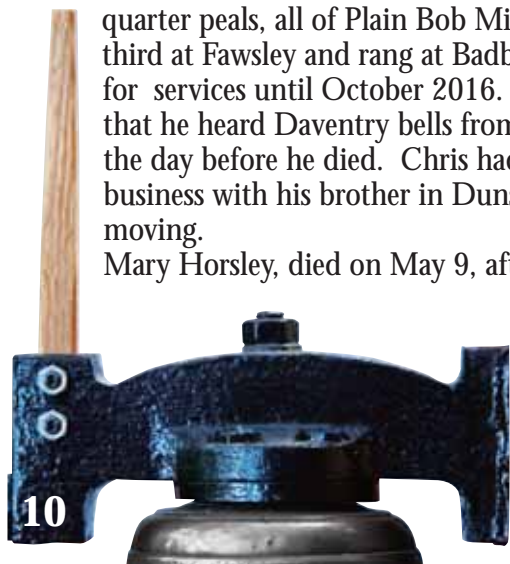 quarter peals, all of Plain Bob Mi
third at Fawsley and rang at Badb
for services until October 2016.
that he heard Daventry bells from
the day before he died. Chris had
business with his brother in Duns
moving.
Mary Horsley, died on May 9, aft
10